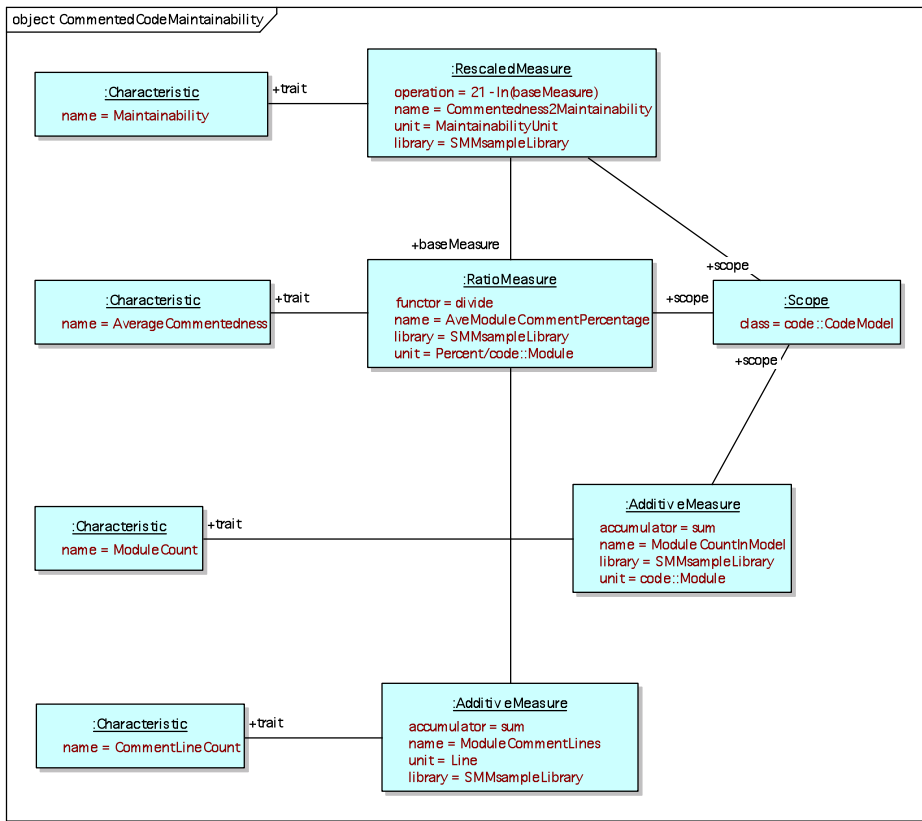 object CommentedCodeMaintainability
:RescaledMeasure
operation = 21 - ln(baseMeasure)
name = Commentedness2Maintainability
unit = MaintainabilityUnit
library = SMMsampleLibrary
:Characteristic
name = Maintainability
+trait
+baseMeasure
+scope
:RatioMeasure
functor = divide
name = AveModuleCommentPercentage
library = SMMsampleLibrary
unit = Percent/code::Module
:Characteristic
name = AverageCommentedness
+trait
+scope
:Scope
class = code::CodeModel
+scope
:AdditiveMeasure
accumulator = sum
name = ModuleCountInModel
library = SMMsampleLibrary
unit = code::Module
:Characteristic
name = ModuleCount
+trait
:AdditiveMeasure
accumulator = sum
name = ModuleCommentLines
unit = Line
library = SMMsampleLibrary
:Characteristic
name = CommentLineCount
+trait